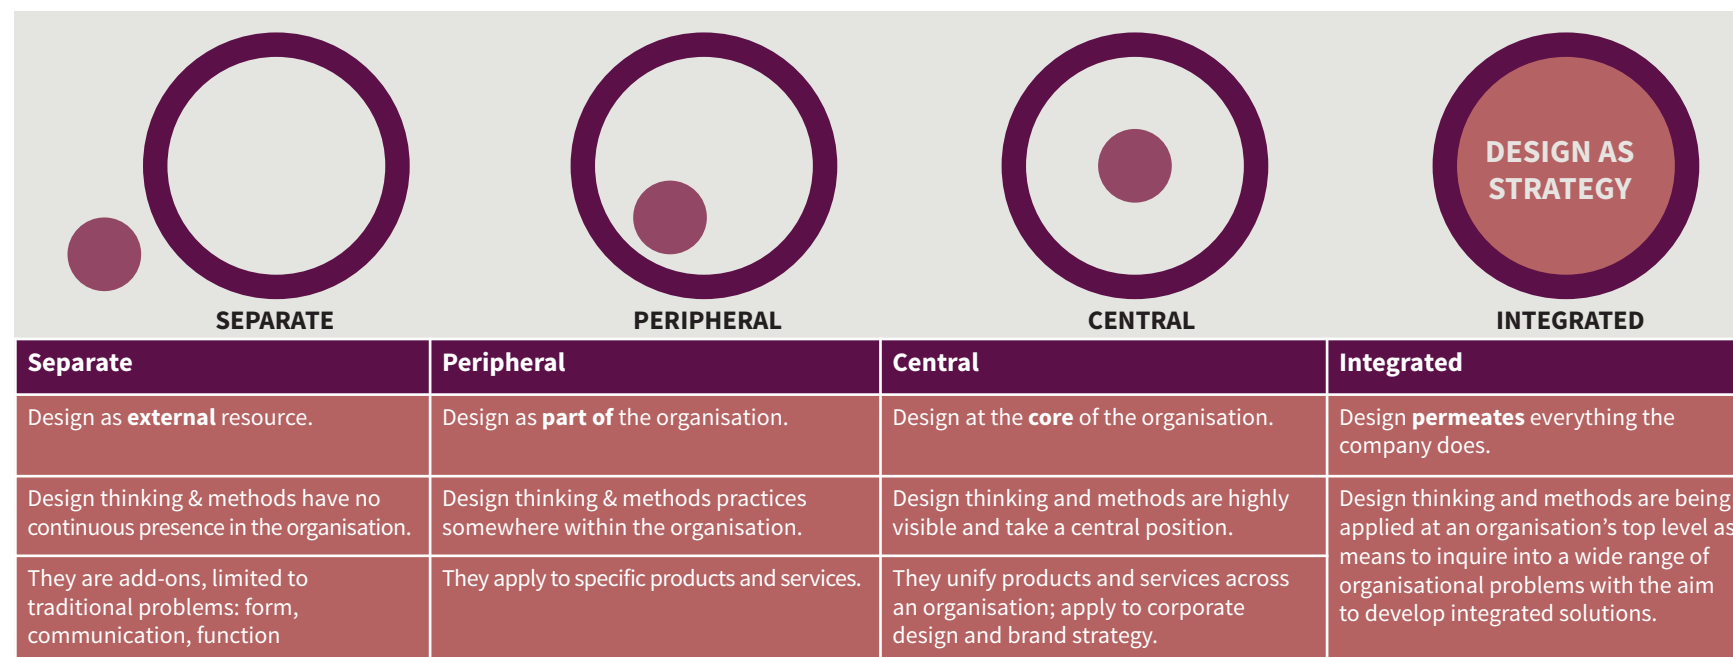 DESIGN AS
STRATEGY
SEPARATE
PERIPHERAL
CENTRAL
INTEGRATED
Separate
Peripheral
Central
Integrated
Design as external resource.
Design as part of the organisation.
Design at the core of the organisation.
Design permeates everything the
company does.
Design thinking & methods have no
continuous presence in the organisation.
Design thinking & methods practices
somewhere within the organisation.
Design thinking and methods are highly
visible and take a central position.
Design thinking and methods are being
applied at an organisation's top level as
means to inquire into a wide range of
organisational problems with the aim
to develop integrated solutions.
They are add-ons, limited to
traditional problems: form,
communication, function
They apply to specific products and services.
They unify products and services across
an organisation; apply to corporate
design and brand strategy.